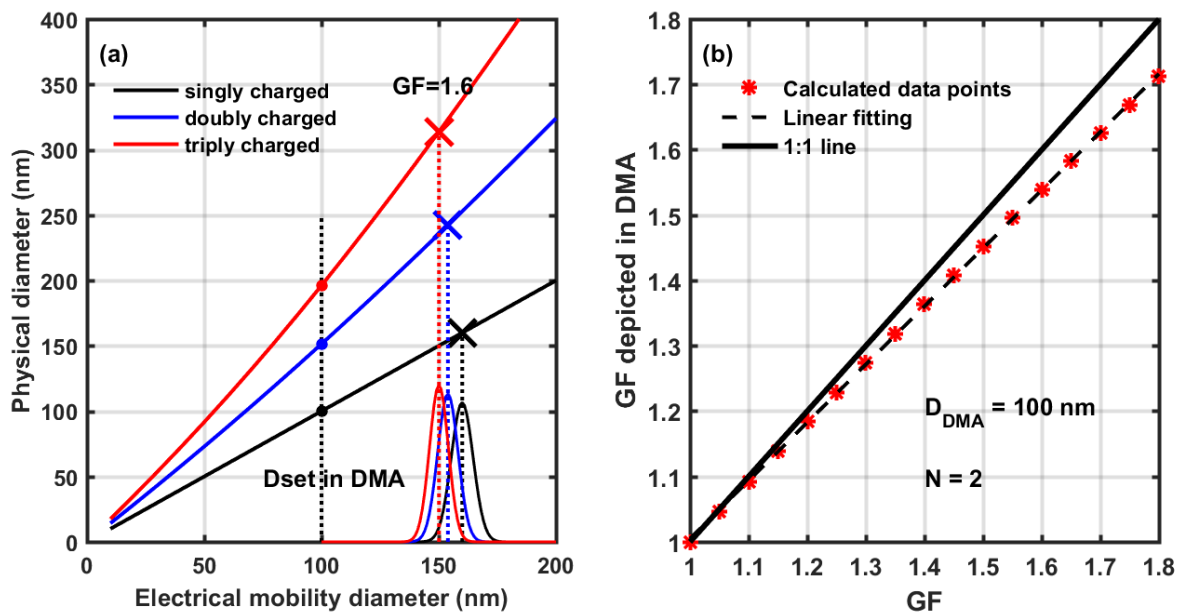 (a)
GF=1.6
singly charged
doubly charged
triply charged
Dset in DMA
Physical diameter (nm)
400
350
300
250
200
150
100
50
0
0 50 100 150 200
Electrical mobility diameter (nm)
(b)
Calculated data points
Linear fitting
1:1 line
D_DMA = 100 nm
N = 2
GF depicted in DMA
1.8
1.7
1.6
1.5
1.4
1.3
1.2
1.1
1
1 1.1 1.2 1.3 1.4 1.5 1.6 1.7 1.8
GF